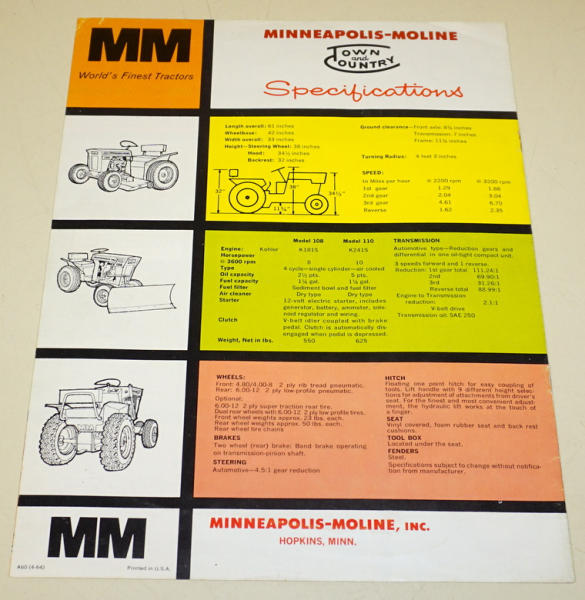 MM
World's Finest Tractors
MINNEAPOLIS-MOLINE
TOWN and COUNTRY
Specifications
Length overall: 61 inches
Wheelbase: 42 inches
Width overall: 33 inches
Height—Steering Wheel: 38 inches
Hood: 34½ inches
Backrest: 32 inches
Ground clearance—Front axle: 8¾ inches
Transmission: 7 inches
Frame: 11¾ inches
Turning Radius: 4 feet 3 inches
32"
38"
34½"
11¾"
SPEED:
in Miles per hour @ 2200 rpm @ 3200 rpm
1st gear 1.29 1.88
2nd gear 2.04 3.04
3rd gear 4.61 6.70
Reverse 1.62 2.35
Model 108 Model 110
Engine: Kohler K181S K241S
Horsepower
@ 3600 rpm 8 10
Type 4 cycle—single cylinder—air cooled
Oil capacity 2½ pts. 5 pts.
Fuel capacity 1¼ gal. 1¾ gal.
Fuel filter Sediment bowl and fuel filter
Air cleaner Dry type Dry type
Starter 12-volt electric starter, includes
generator, battery, ammeter, sole-
noid regulator and wiring.
Clutch V-belt idler coupled with brake
pedal. Clutch is automatically dis-
engaged when pedal is depressed.
Weight, Net in lbs. 550 625
TRANSMISSION
Automotive type—Reduction gears and
differential in one oil-tight compact unit.
3 speeds forward and 1 reverse.
Reduction: 1st gear total 111.24:1
2nd 69.90:1
3rd 31.26:1
Reverse total 88.99:1
Engine to Transmission
reduction: 2.1:1
V-belt drive
Transmission oil: SAE 250
WHEELS:
Front: 4.80/4.00-8 2 ply rib tread pneumatic.
Rear: 6.00-12 2 ply low profile pneumatic.
Optional:
6.00-12 2 ply super traction rear tire.
Dual rear wheels with 6.00-12 2 ply low profile tires.
Front wheel weights approx. 23 lbs. each.
Rear wheel weights approx. 50 lbs. each.
Rear wheel tire chains
BRAKES
Two wheel (rear) brake: Band brake operating
on transmission-pinion shaft.
STEERING
Automotive—4.5:1 gear reduction
HITCH
Floating one point hitch for easy coupling of
tools. Lift handle with 9 different height selec-
tions for adjustment of attachments from driver's
seat. For the finest and most convenient adjust-
ment, the hydraulic lift works at the touch of
a finger.
SEAT
Vinyl covered, foam rubber seat and back rest
cushions.
TOOL BOX
Located under the seat.
FENDERS
Steel.
Specifications subject to change without notifica-
tion from manufacturer.
MM
MINNEAPOLIS-MOLINE, INC.
HOPKINS, MINN.
A60 (4-64)
Printed in U.S.A.